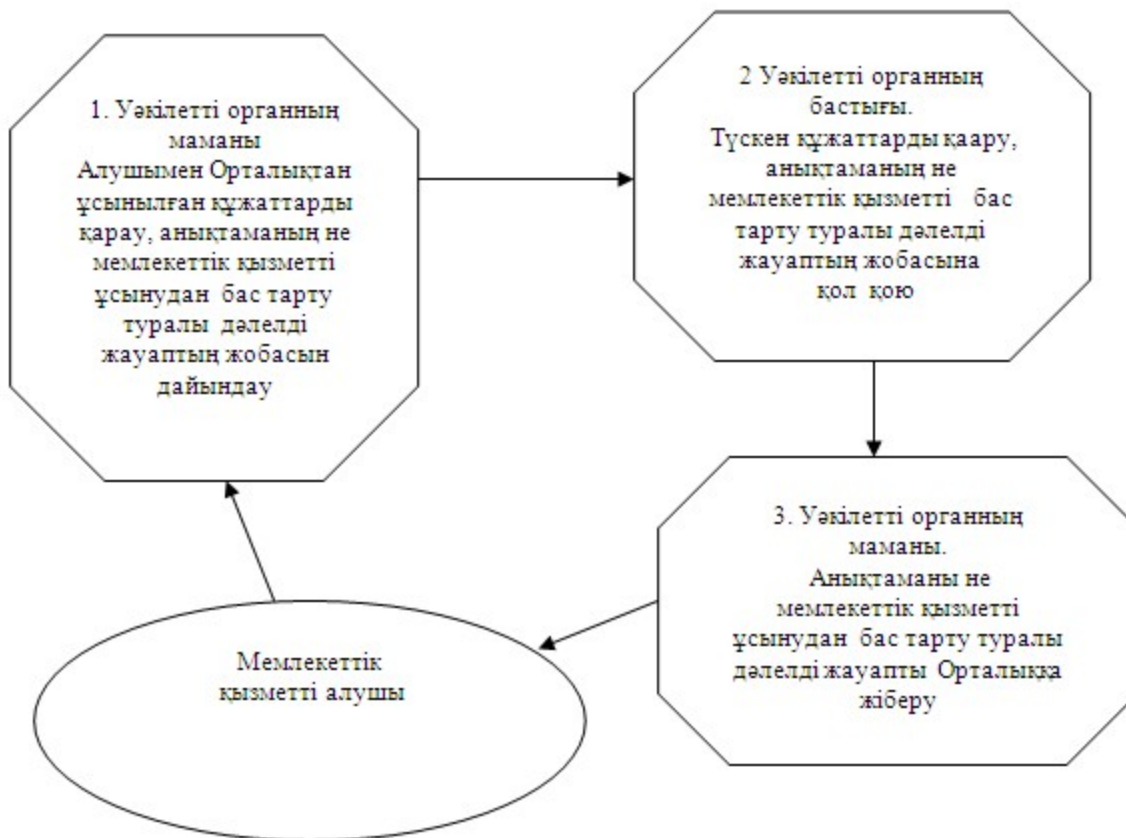 1. Уәкілетті органның
маманы
Алушымен Орталықтан
ұсынылған құжаттарды
қарау, анықтаманың не
мемлекеттік қызметті
ұсынудан бас тарту
туралы дәлелді
жауаптың жобасын
дайындау
2 Уәкілетті органның
бастығы.
Түскен құжаттарды қаару,
анықтаманың не
мемлекеттік қызметті бас
тарту туралы дәлелді
жауаптың жобасына
қол қою
3. Уәкілетті органның
маманы.
Анықтаманы не
мемлекеттік қызметті
ұсынудан бас тарту туралы
дәлелді жауапты Орталыққа
жіберу
Мемлекеттік
қызметті алушы